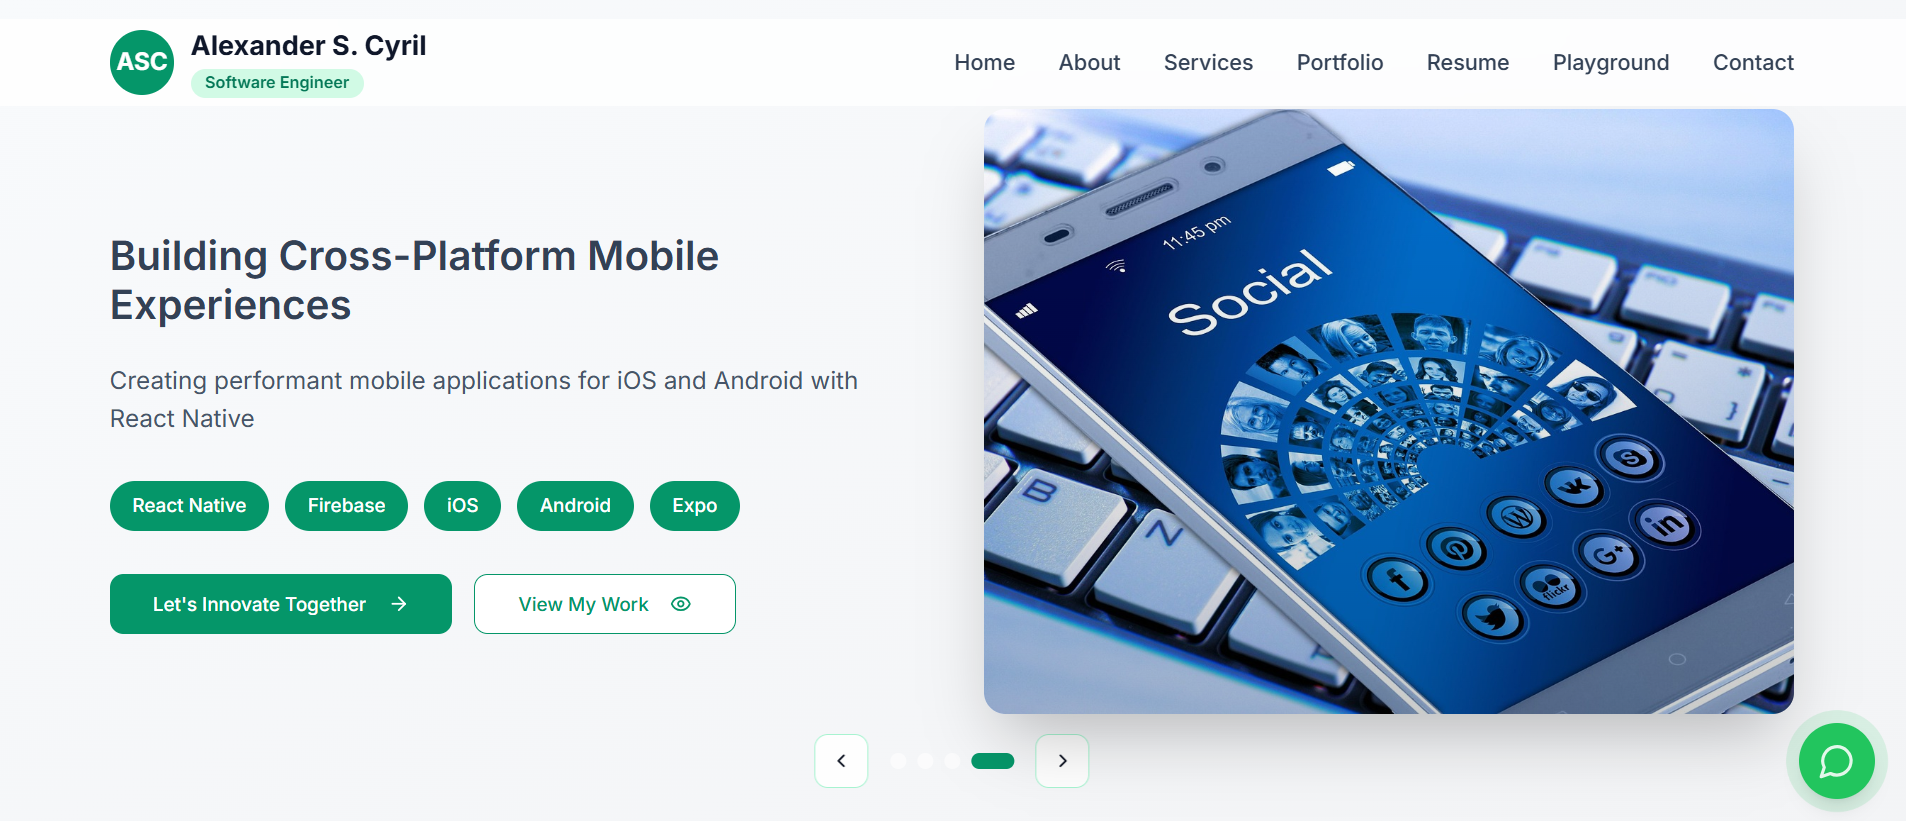 ASC
Alexander S. Cyril
Software Engineer
Home About Services Portfolio Resume Playground Contact
Building Cross-Platform Mobile
Experiences
Creating performant mobile applications for iOS and Android with
React Native
React Native Firebase iOS Android Expo
Let's Innovate Together
View My Work
11:45 pm
Social
flickr
in
G+
B
N